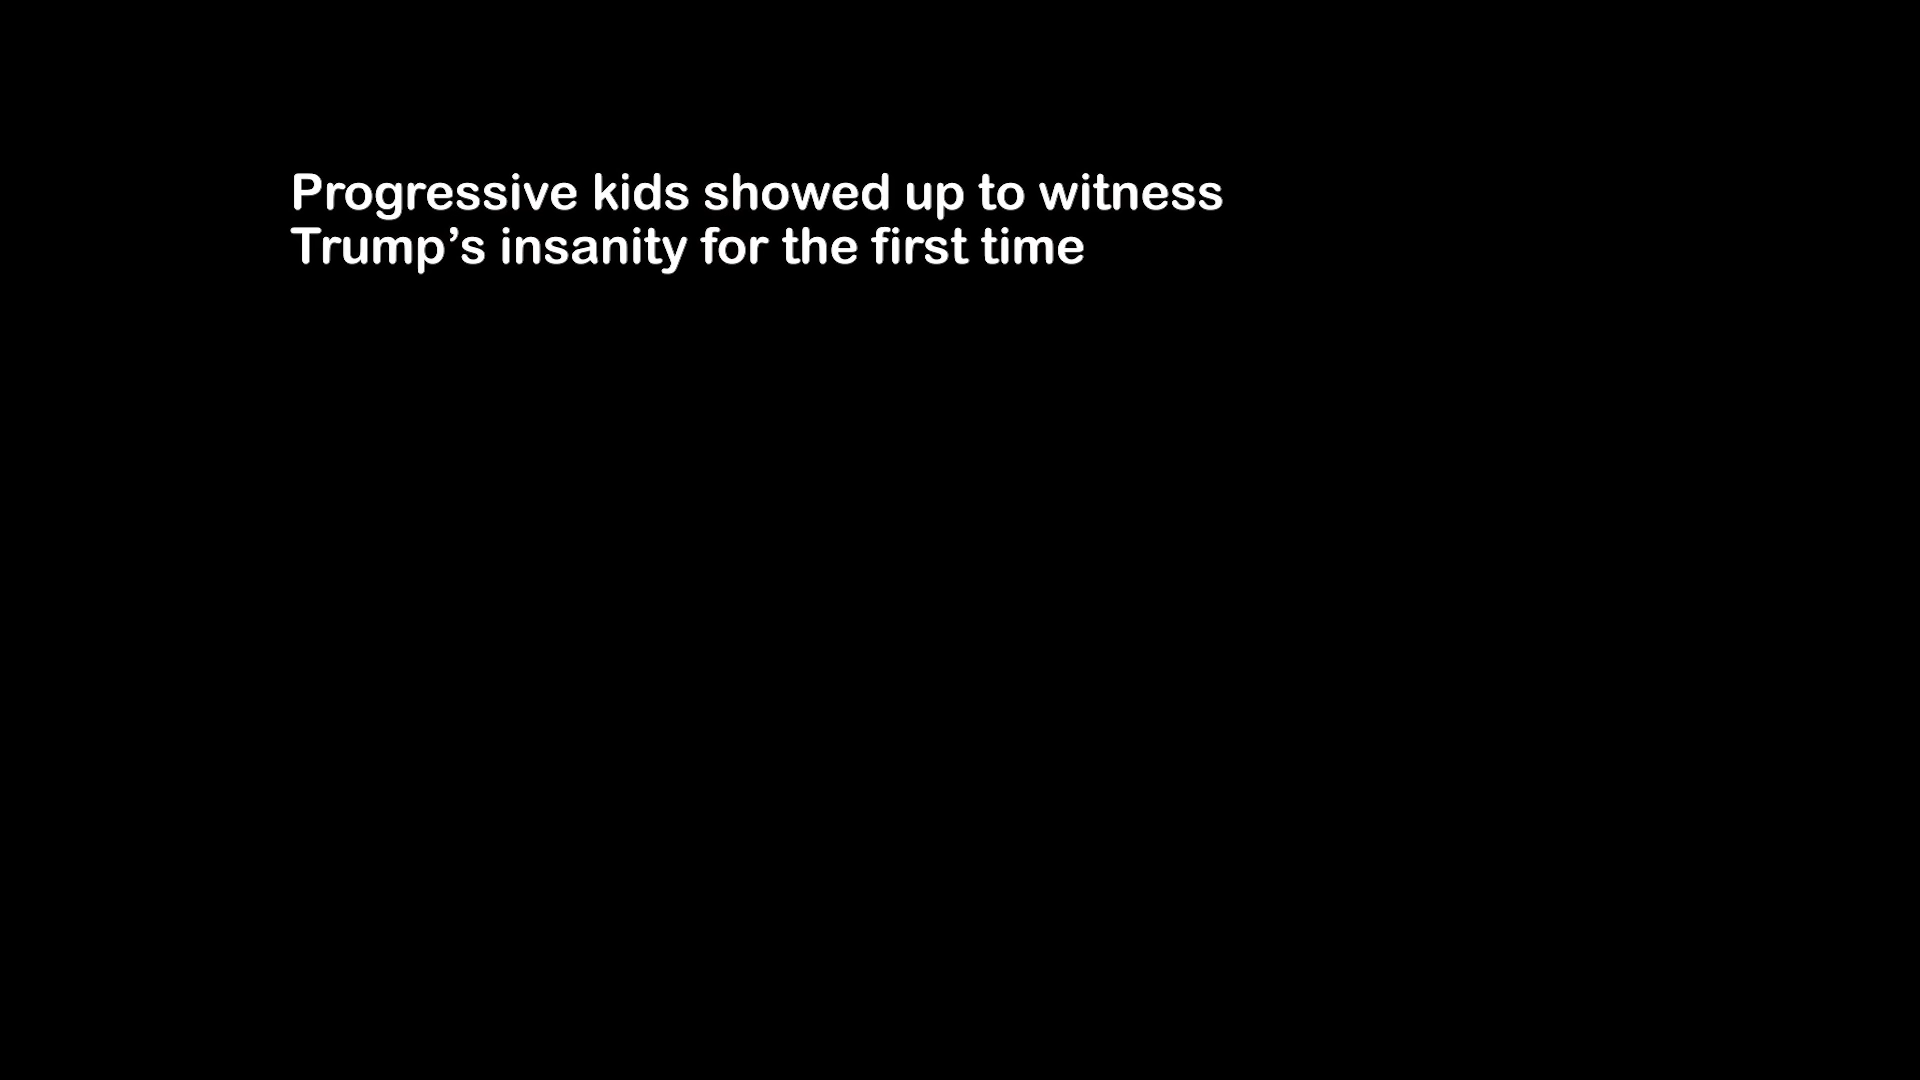 Progressive kids showed up to witness
Trump’s insanity for the first time